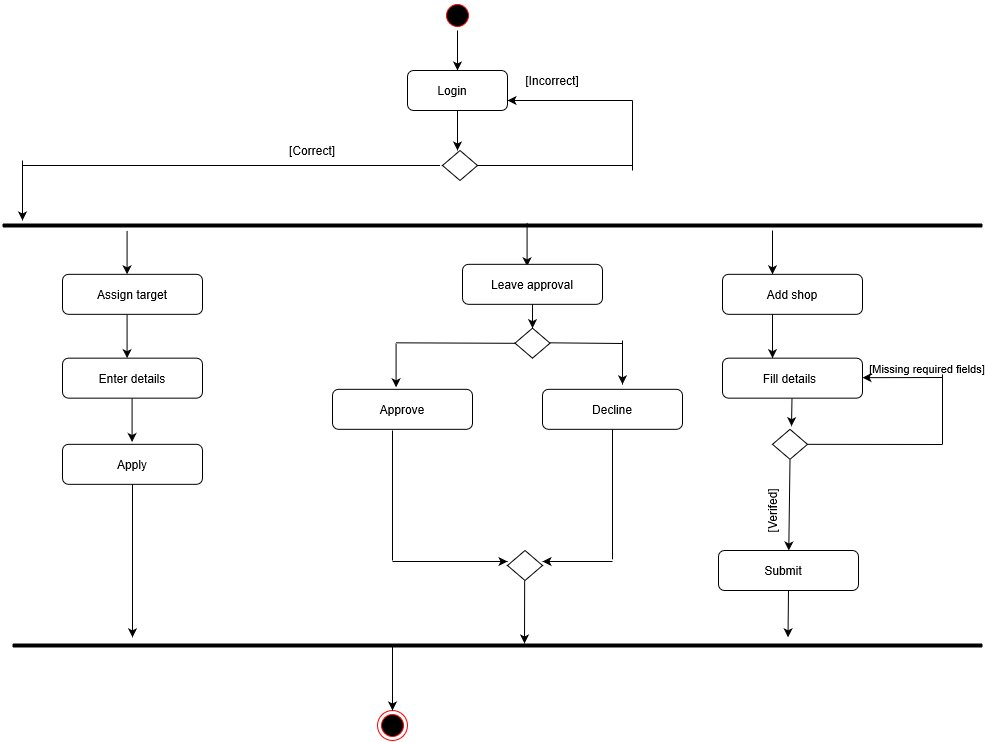 Login
[Incorrect]
[Correct]
Assign target
Leave approval
Add shop
Enter details
Fill details
[Missing required fields]
Approve
Decline
Apply
[Verifed]
Submit